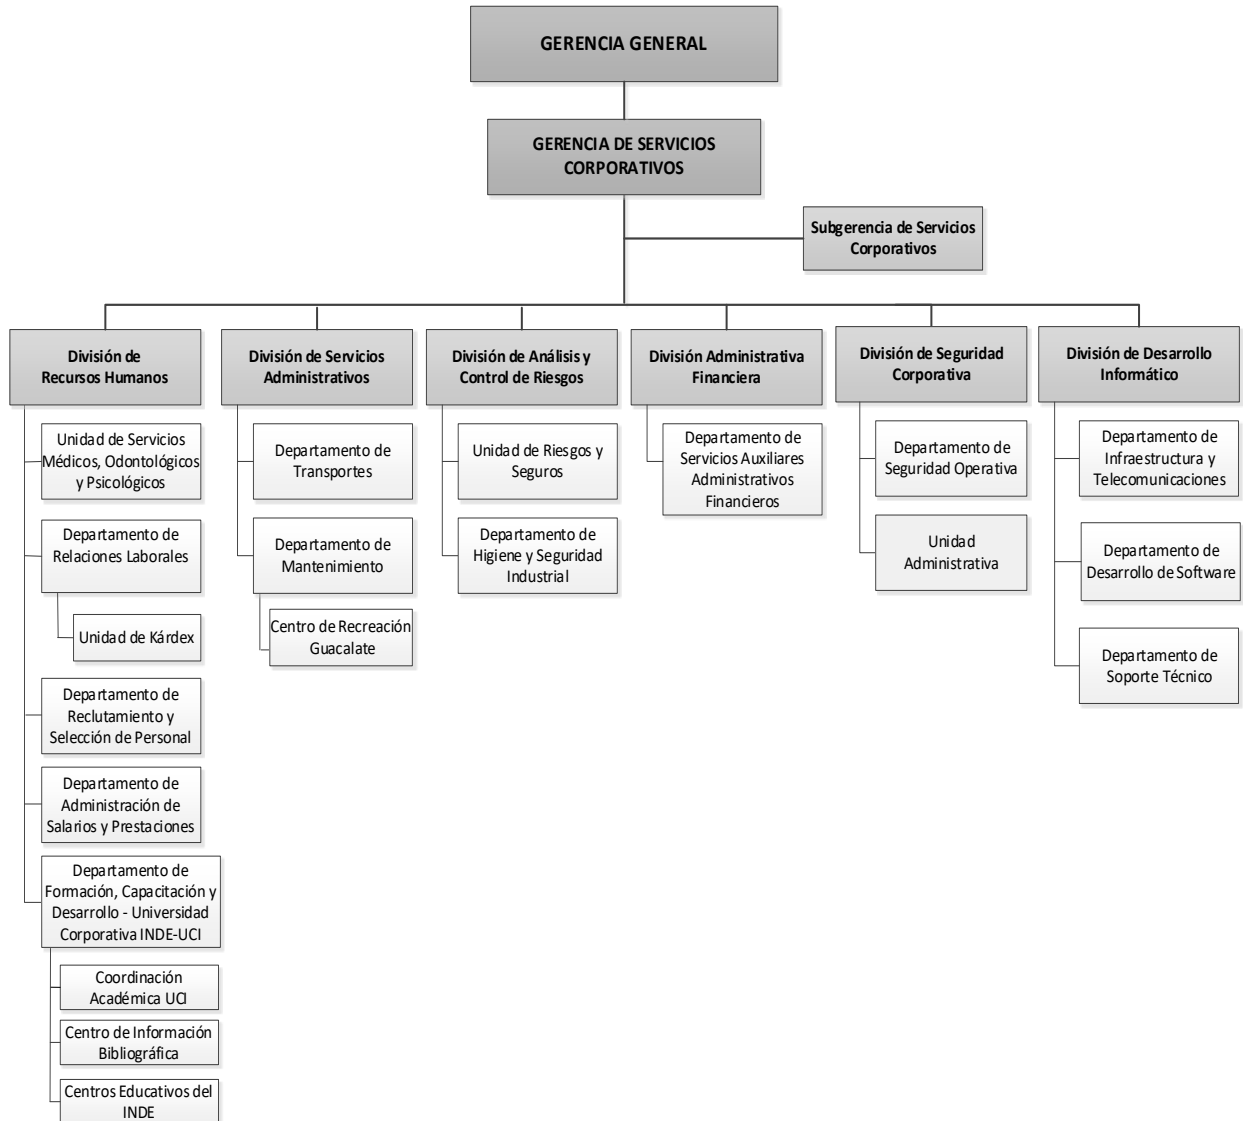 GERENCIA GENERAL
GERENCIA DE SERVICIOS
CORPORATIVOS
Subgerencia de Servicios
Corporativos
División de
Recursos Humanos
Unidad de Servicios
Médicos, Odontológicos
y Psicológicos
Departamento de
Relaciones Laborales
Unidad de Kárdex
Departamento de
Reclutamiento y
Selección de Personal
Departamento de
Administración de
Salarios y Prestaciones
Departamento de
Formación, Capacitación y
Desarrollo - Universidad
Corporativa INDE-UCI
Coordinación
Académica UCI
Centro de Información
Bibliográfica
Centros Educativos del
INDE
División de Servicios
Administrativos
Departamento de
Transportes
Departamento de
Mantenimiento
Centro de Recreación
Guacalate
División de Análisis y
Control de Riesgos
Unidad de Riesgos y
Seguros
Departamento de
Higiene y Seguridad
Industrial
División Administrativa
Financiera
Departamento de
Servicios Auxiliares
Administrativos
Financieros
División de Seguridad
Corporativa
Departamento de
Seguridad Operativa
Unidad
Administrativa
División de Desarrollo
Informático
Departamento de
Infraestructura y
Telecomunicaciones
Departamento de
Desarrollo de Software
Departamento de
Soporte Técnico